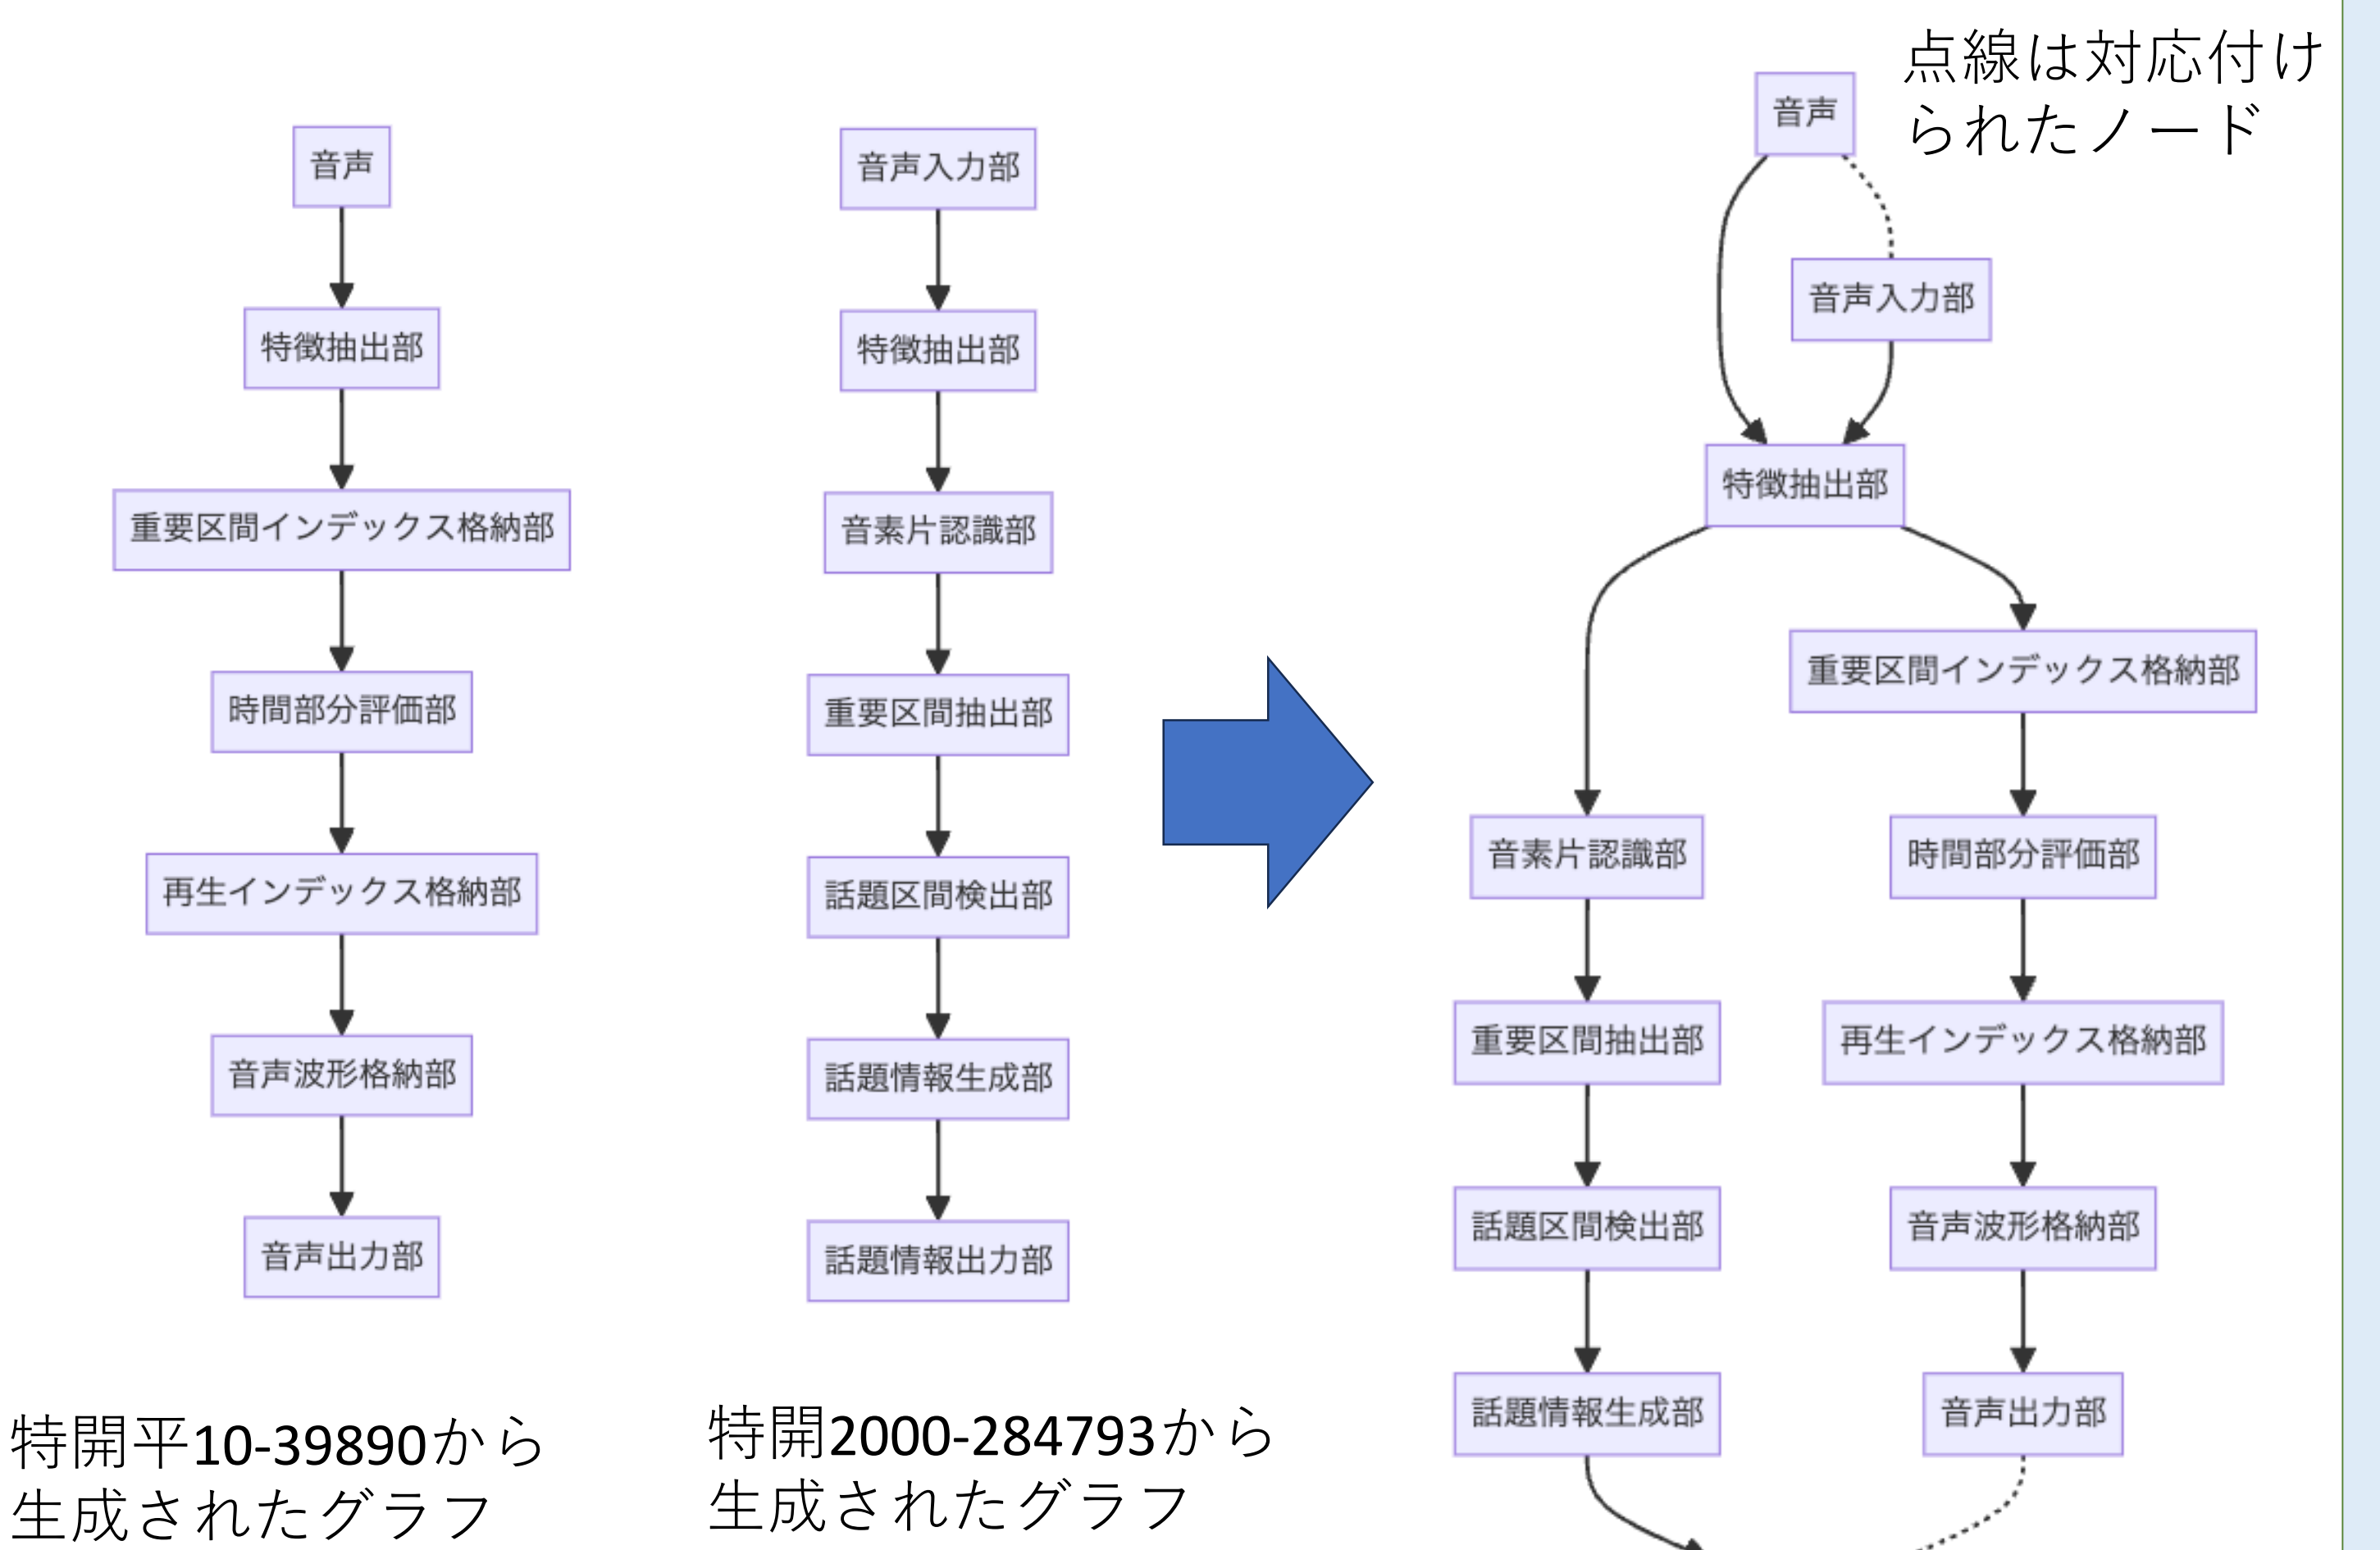 音声
特徴抽出部
重要区間インデックス格納部
時間部分評価部
再生インデックス格納部
音声波形格納部
音声出力部
特開平10-39890から
生成されたグラフ
音声入力部
特徴抽出部
音素片認識部
重要区間抽出部
話題区間検出部
話題情報生成部
話題情報出力部
特開2000-284793から
生成されたグラフ
点線は対応付け
られたノード
音声
音声入力部
特徴抽出部
重要区間インデックス格納部
音素片認識部
時間部分評価部
重要区間抽出部
再生インデックス格納部
話題区間検出部
音声波形格納部
話題情報生成部
音声出力部